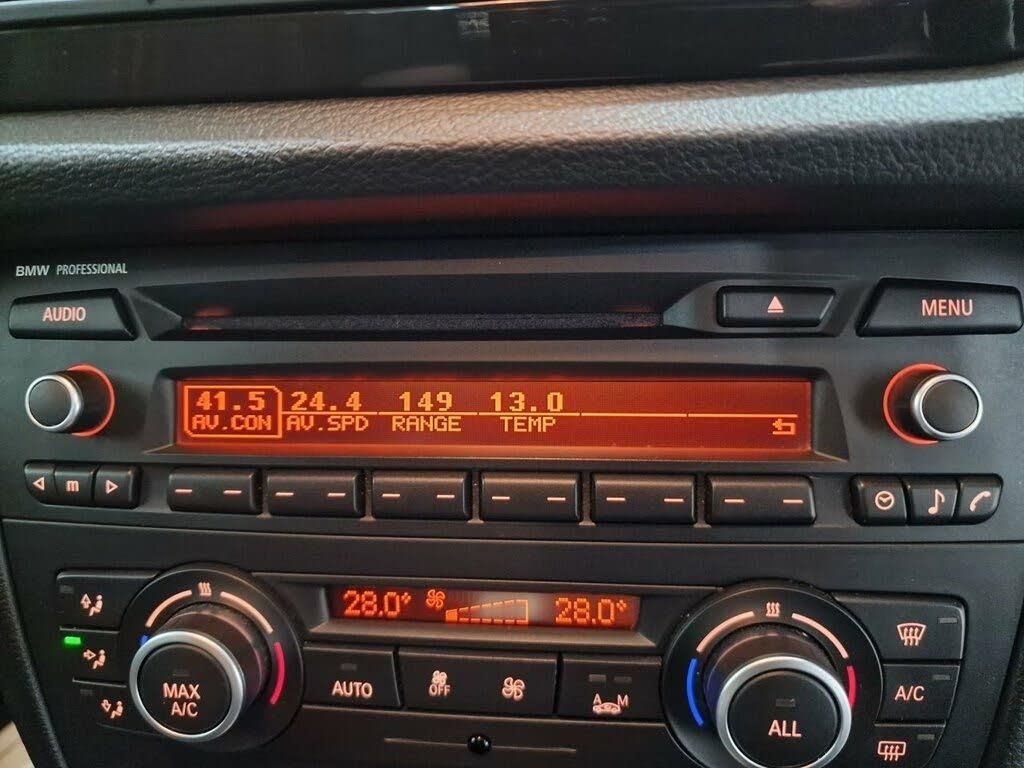 BMW PROFESSIONAL
AUDIO
MENU
41.5 24.4 149 13.0
AV.CON AV.SPD RANGE TEMP
m
28.0° 28.0°
MAX A/C
AUTO
OFF
A M
ALL
A/C